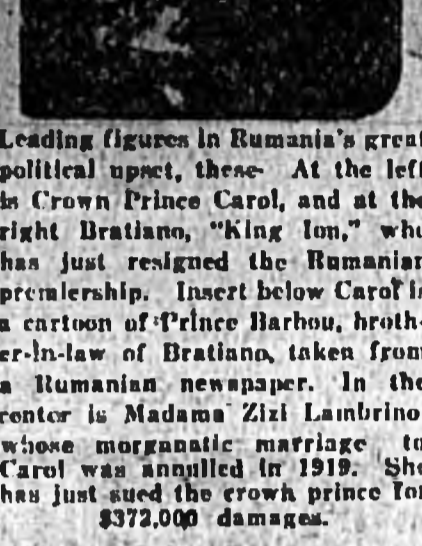 Leading figures in Rumania's great
political upset, these- At the left
is Crown Prince Carol, and at the
right Bratiano, "King Ion," who
has just resigned the Rumanian
premiership. Insert below Carol is
a cartoon of Prince Barbou, broth-
er-in-law of Bratiano, taken from
a Rumanian newspaper. In the
center is Madama Zizi Lambrino,
whose morganatic marriage to
Carol was annulled in 1919. She
has just sued the crown prince for
$372,000 damages.